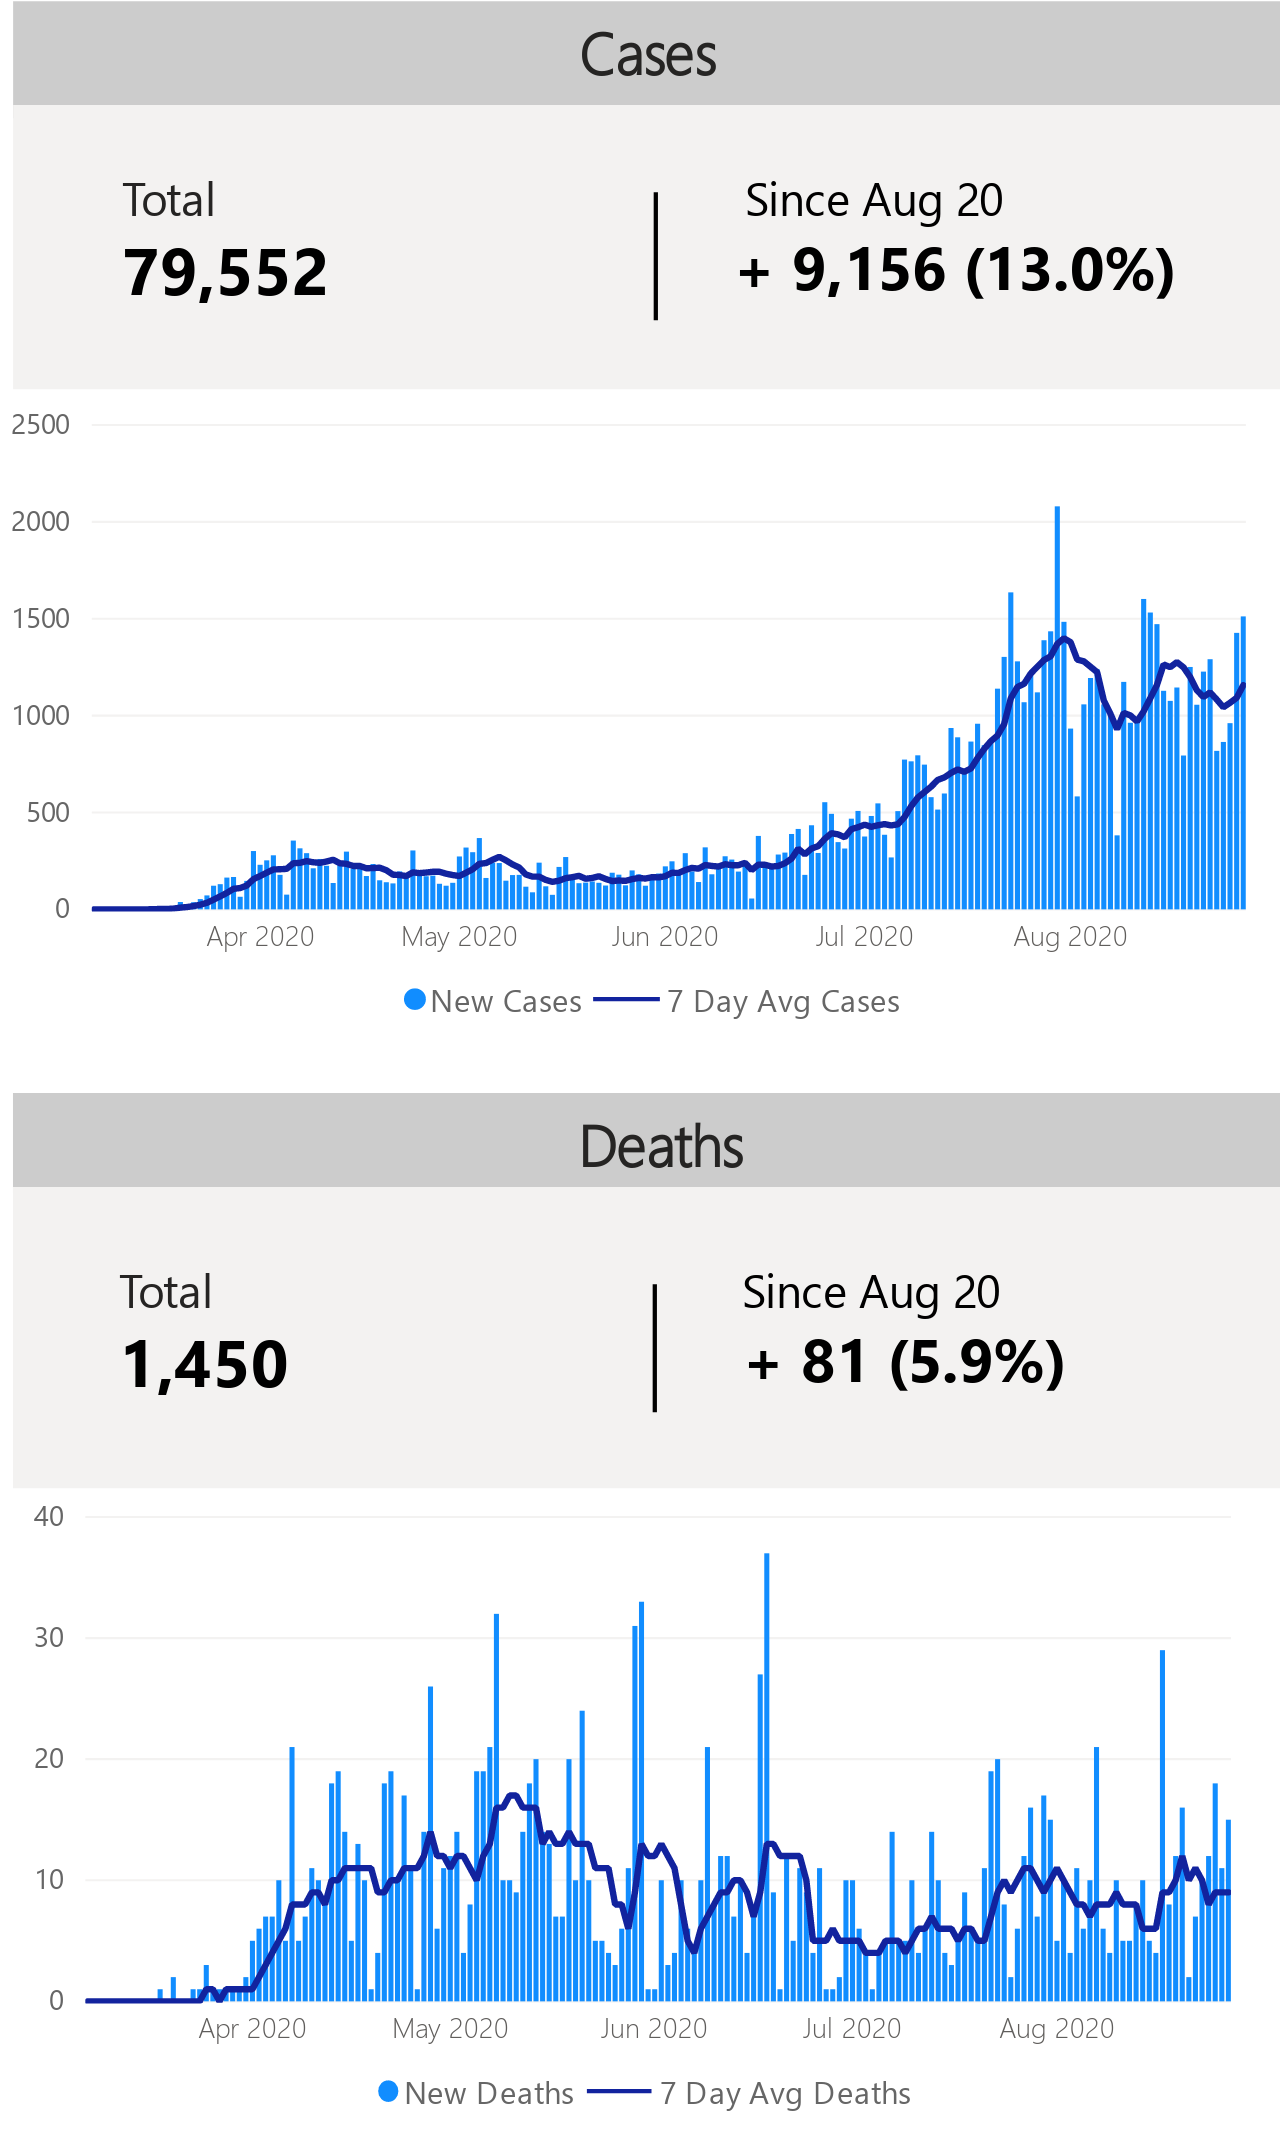 Cases
Total
Since Aug 20
79,552
+ 9,156 (13.0%)
2500
2000
1500
1000
500
0
Apr 2020 May 2020 Jun 2020 Jul 2020 Aug 2020
New Cases 7 Day Avg Cases
Deaths
Total
Since Aug 20
1,450
+ 81 (5.9%)
40
30
20
10
0
Apr 2020 May 2020 Jun 2020 Jul 2020 Aug 2020
New Deaths 7 Day Avg Deaths